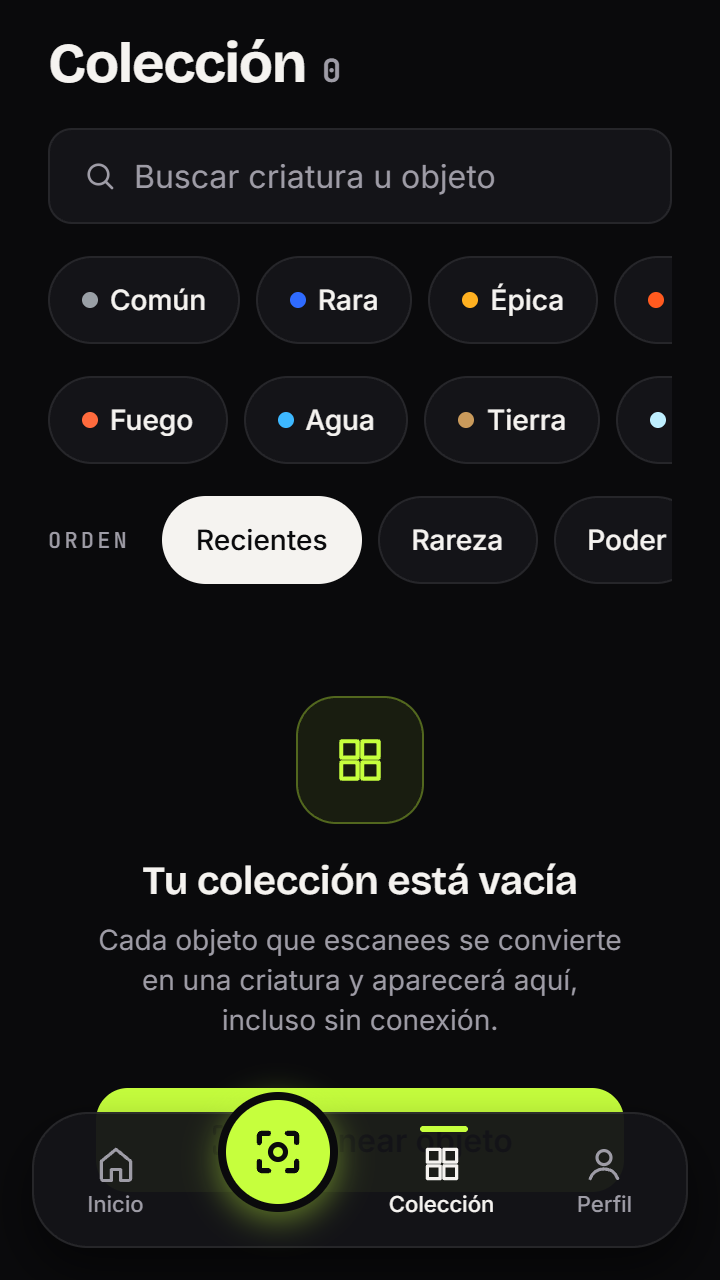 Colección 0
Buscar criatura u objeto
Común Rara Épica
Fuego Agua Tierra
ORDEN Recientes Rareza Poder
Tu colección está vacía
Cada objeto que escanees se convierte
en una criatura y aparecerá aquí,
incluso sin conexión.
objeto
Inicio Colección Perfil